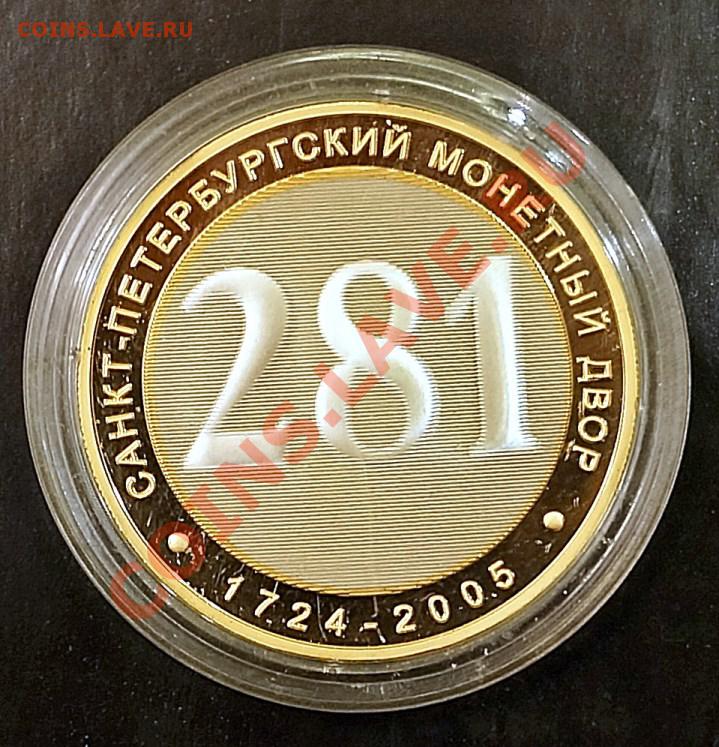 COINS.LAVE.RU
САНКТ-ПЕТЕРБУРГСКИЙ МОНЕТНЫЙ ДВОР
281
• 1724-2005 •
COINS.LAVE.RU